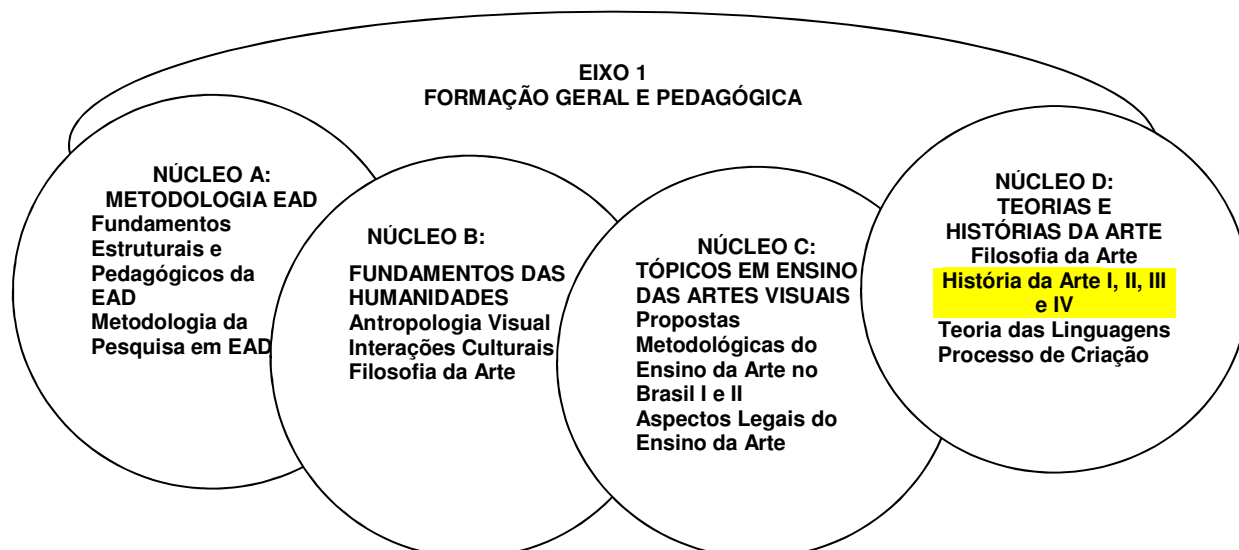 EIXO 1
FORMAÇÃO GERAL E PEDAGÓGICA
NÚCLEO A:
METODOLOGIA EAD
Fundamentos
Estruturais e
Pedagógicos da
EAD
Metodologia da
Pesquisa em EAD
NÚCLEO B:
FUNDAMENTOS DAS
HUMANIDADES
Antropologia Visual
Interações Culturais
Filosofia da Arte
NÚCLEO C:
TÓPICOS EM ENSINO
DAS ARTES VISUAIS
Propostas
Metodológicas do
Ensino da Arte no
Brasil I e II
Aspectos Legais do
Ensino da Arte
NÚCLEO D:
TEORIAS E
HISTÓRIAS DA ARTE
Filosofia da Arte
História da Arte I, II, III
e IV
Teoria das Linguagens
Processo de Criação